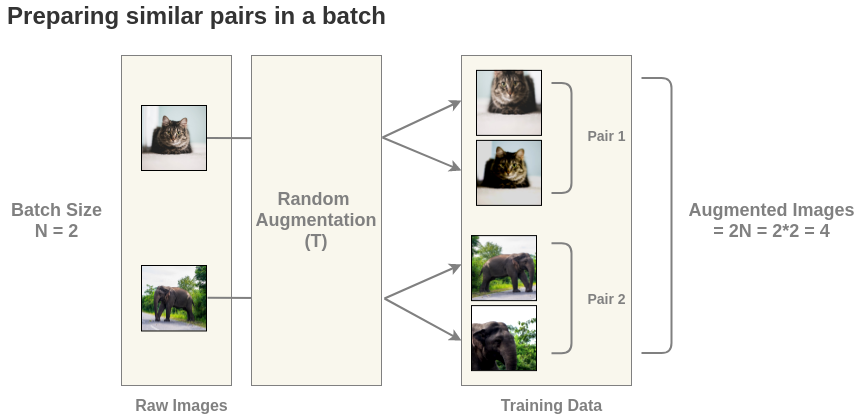 Preparing similar pairs in a batch
Batch Size
N = 2
Random
Augmentation
(T)
Pair 1
Pair 2
Augmented Images
= 2N = 2*2 = 4
Raw Images
Training Data